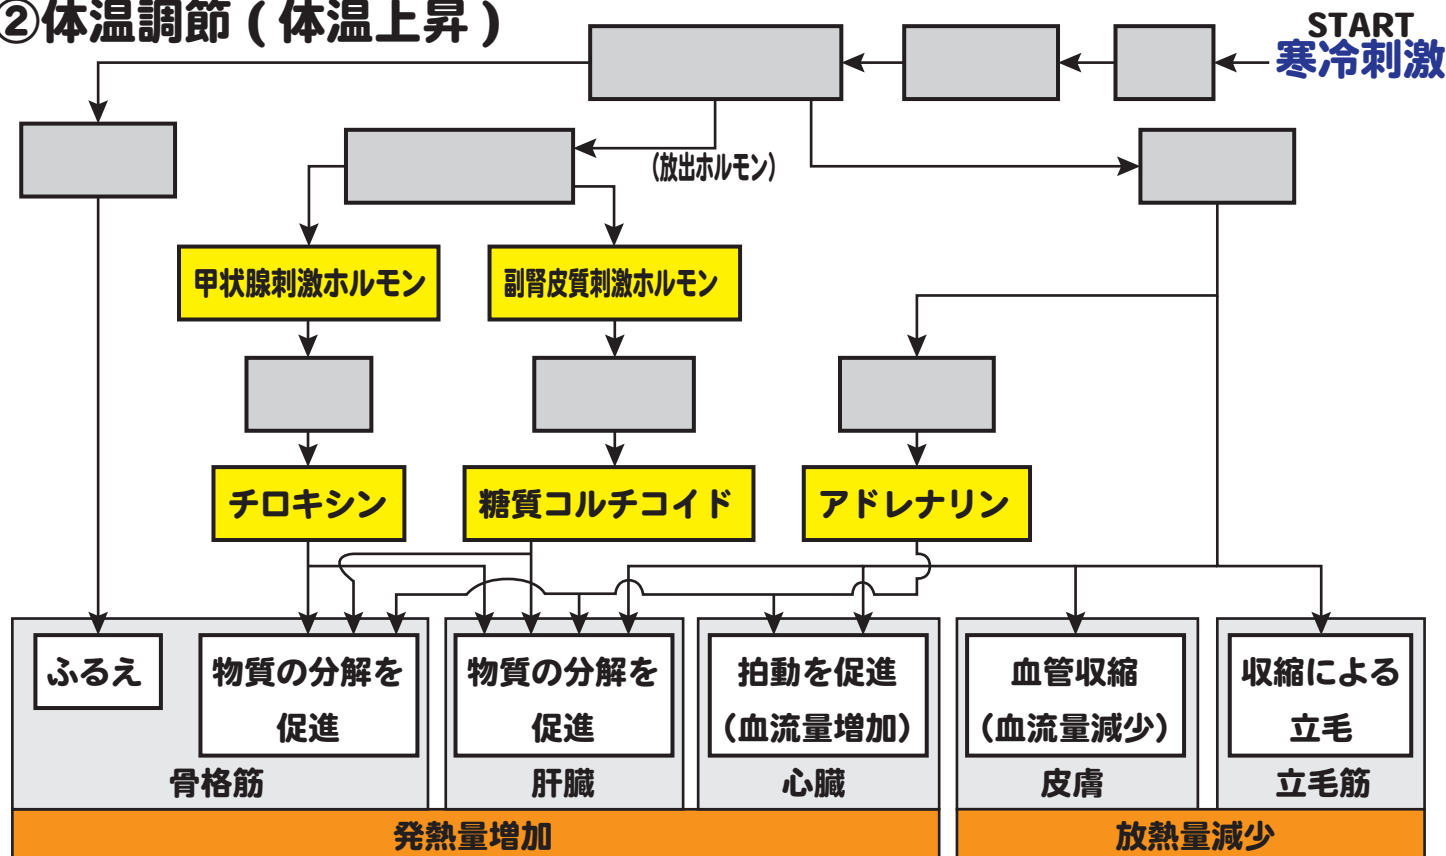 ②体温調節(体温上昇)
START
寒冷刺激
(放出ホルモン)
甲状腺刺激ホルモン
副腎皮質刺激ホルモン
チロキシン
糖質コルチコイド
アドレナリン
ふるえ
物質の分解を
促進
骨格筋
物質の分解を
促進
肝臓
拍動を促進
(血流量増加)
心臓
血管収縮
(血流量減少)
皮膚
収縮による
立毛
立毛筋
発熱量増加
放熱量減少